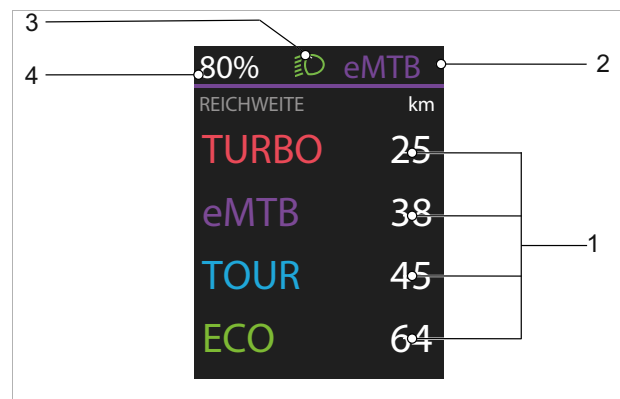 3
4
80% eMTB
2
REICHWEITE km
TURBO 25
eMTB 38
1
TOUR 45
ECO 64